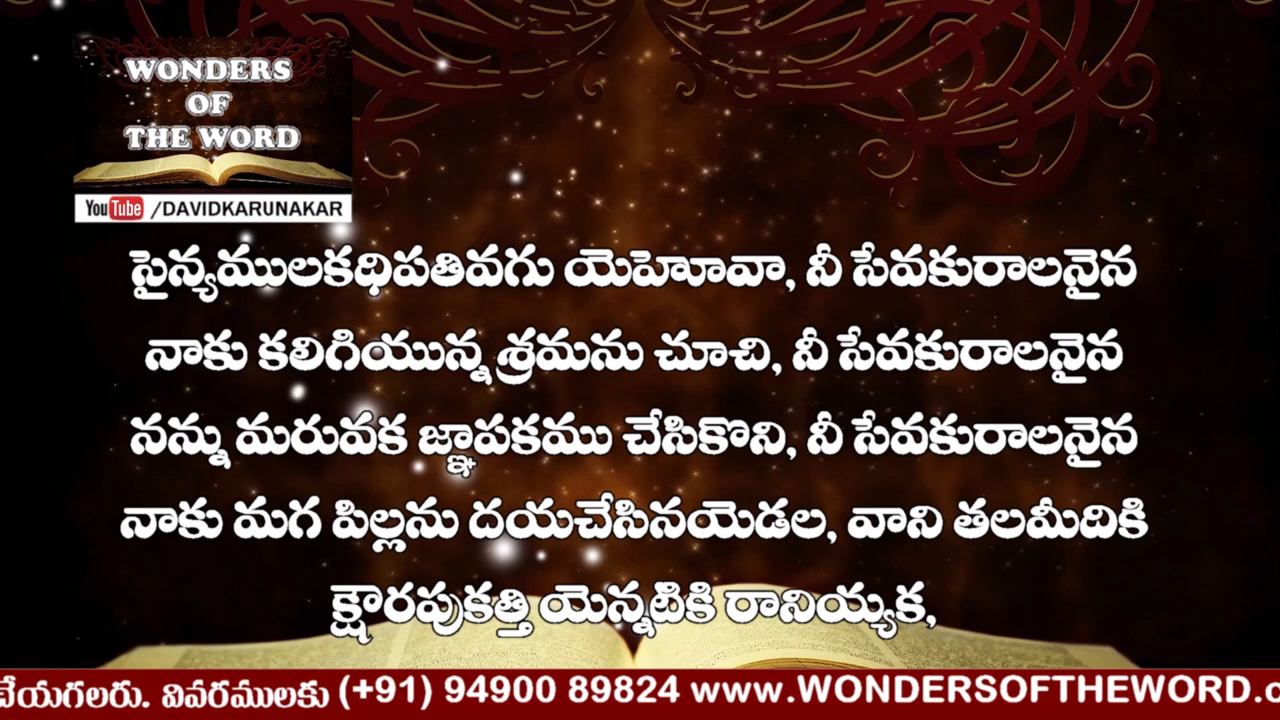 WONDERS
OF
THE WORD
YouTube /DAVIDKARUNAKAR
సైన్యములకధిపతివగు యెహోవా, నీ సేవకురాలనైన
నాకు కలిగియున్న శ్రమను చూచి, నీ సేవకురాలనైన
నన్ను మరువక జ్ఞాపకము చేసికొని, నీ సేవకురాలనైన
నాకు మగ పిల్లను దయచేసినయెడల, వాని తలమీదికి
క్షౌరపుకత్తి యెన్నటికి రానియ్యక,
చేయగలరు. వివరములకు (+91) 94900 89824 www.WONDERSOFTHEWORD.c